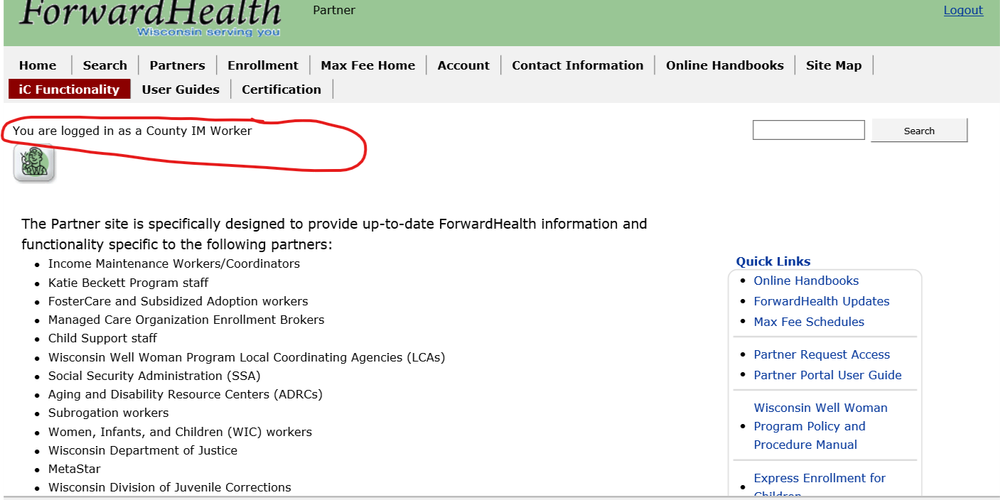 ForwardHealth
Wisconsin serving you
Partner
Logout
Home
Search
Partners
Enrollment
Max Fee Home
Account
Contact Information
Online Handbooks
Site Map
iC Functionality
User Guides
Certification
You are logged in as a County IM Worker
Search
The Partner site is specifically designed to provide up-to-date ForwardHealth information and
functionality specific to the following partners:
Income Maintenance Workers/Coordinators
Katie Beckett Program staff
FosterCare and Subsidized Adoption workers
Managed Care Organization Enrollment Brokers
Child Support staff
Wisconsin Well Woman Program Local Coordinating Agencies (LCAs)
Social Security Administration (SSA)
Aging and Disability Resource Centers (ADRCs)
Subrogation workers
Women, Infants, and Children (WIC) workers
Wisconsin Department of Justice
MetaStar
Wisconsin Division of Juvenile Corrections
Quick Links
Online Handbooks
ForwardHealth Updates
Max Fee Schedules
Partner Request Access
Partner Portal User Guide
Wisconsin Well Woman
Program Policy and
Procedure Manual
Express Enrollment for
Children